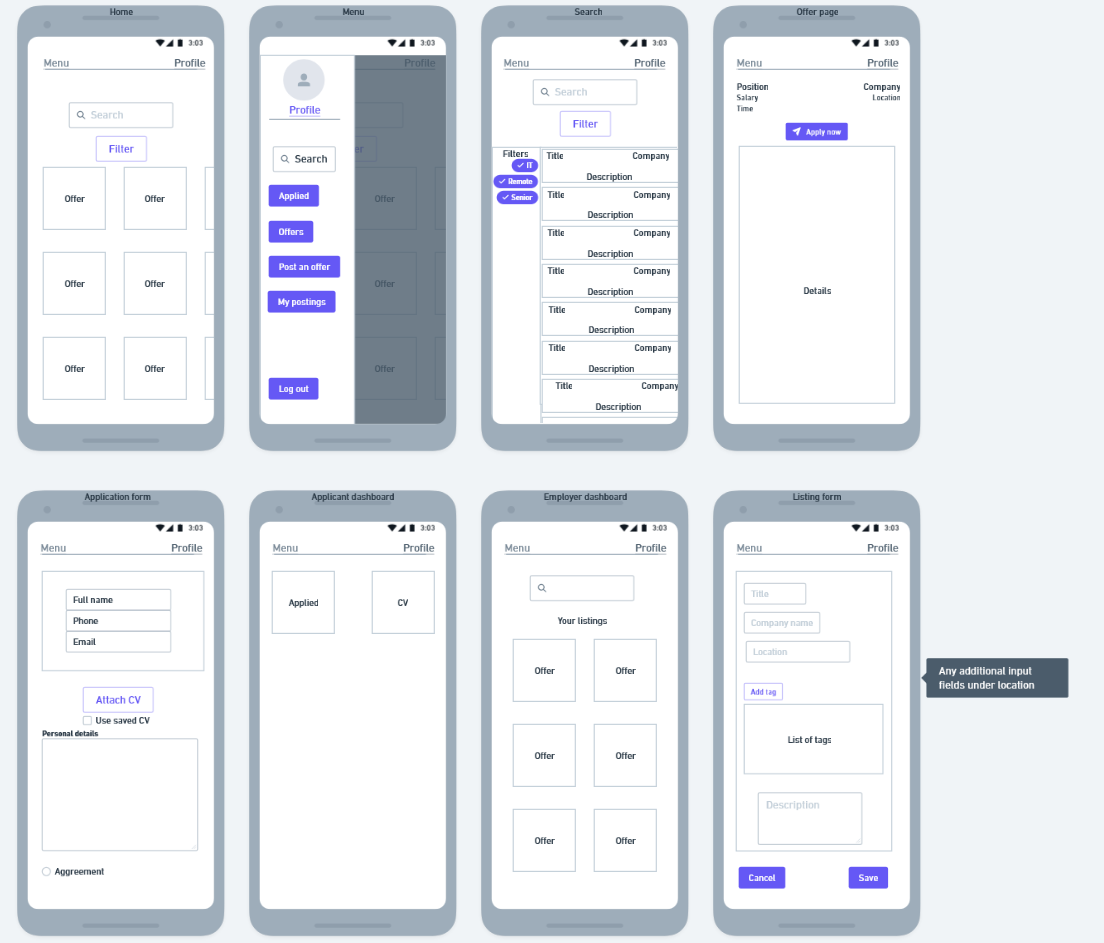 Home
3:03
Menu Profile
Search
Filter
Offer Offer
Offer Offer
Offer Offer
Menu
3:03
Profile
Profile
Search
er
Applied
Offers
Post an offer
My postings
Log out
Offer
Offer
Offer
Search
3:03
Menu Profile
Search
Filter
Filters
IT
Remote
Senior
Title Company
Description
Title Company
Description
Title Company
Description
Title Company
Description
Title Company
Description
Title Company
Description
Title Company
Description
Offer page
3:03
Menu Profile
Position Company
Salary Location
Time
Apply now
Details
Application form
3:03
Menu Profile
Full name
Phone
Email
Attach CV
Use saved CV
Personal details
Aggreement
Applicant dashboard
3:03
Menu Profile
Applied CV
Employer dashboard
3:03
Menu Profile
Your listings
Offer Offer
Offer Offer
Offer Offer
Listing form
3:03
Menu Profile
Title
Company name
Location
Add tag
List of tags
Description
Cancel Save
Any additional input
fields under location